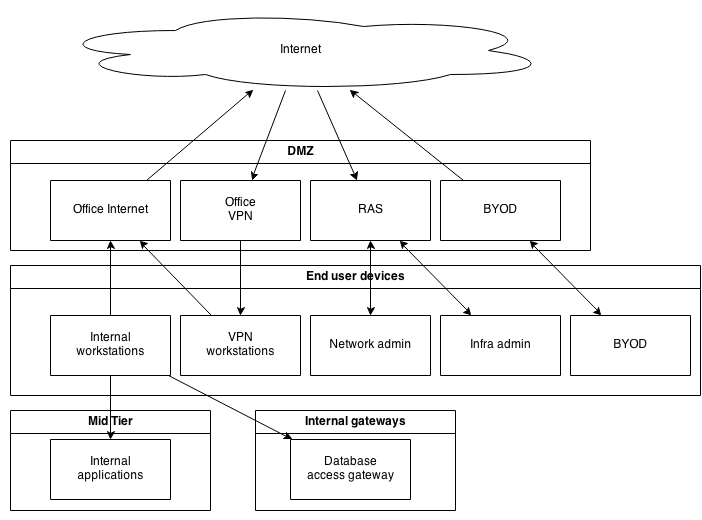 Internet
DMZ
Office Internet
Office
VPN
RAS
BYOD
End user devices
Internal
workstations
VPN
workstations
Network admin
Infra admin
BYOD
Mid Tier
Internal
applications
Internal gateways
Database
access gateway